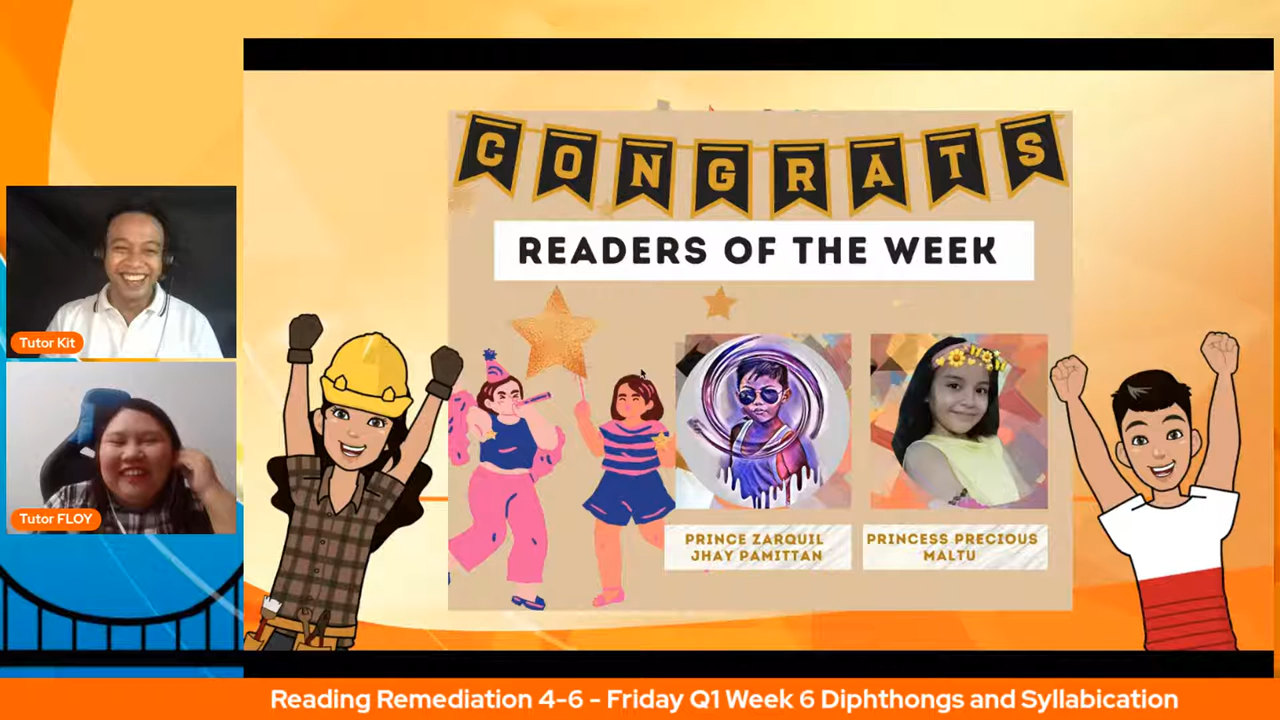 CONGRATS
READERS OF THE WEEK
Tutor Kit
Tutor FLOY
PRINCE ZARQUIL
JHAY PAMITTAN
PRINCESS PRECIOUS
MALTU
Reading Remediation 4-6 - Friday Q1 Week 6 Diphthongs and Syllabication